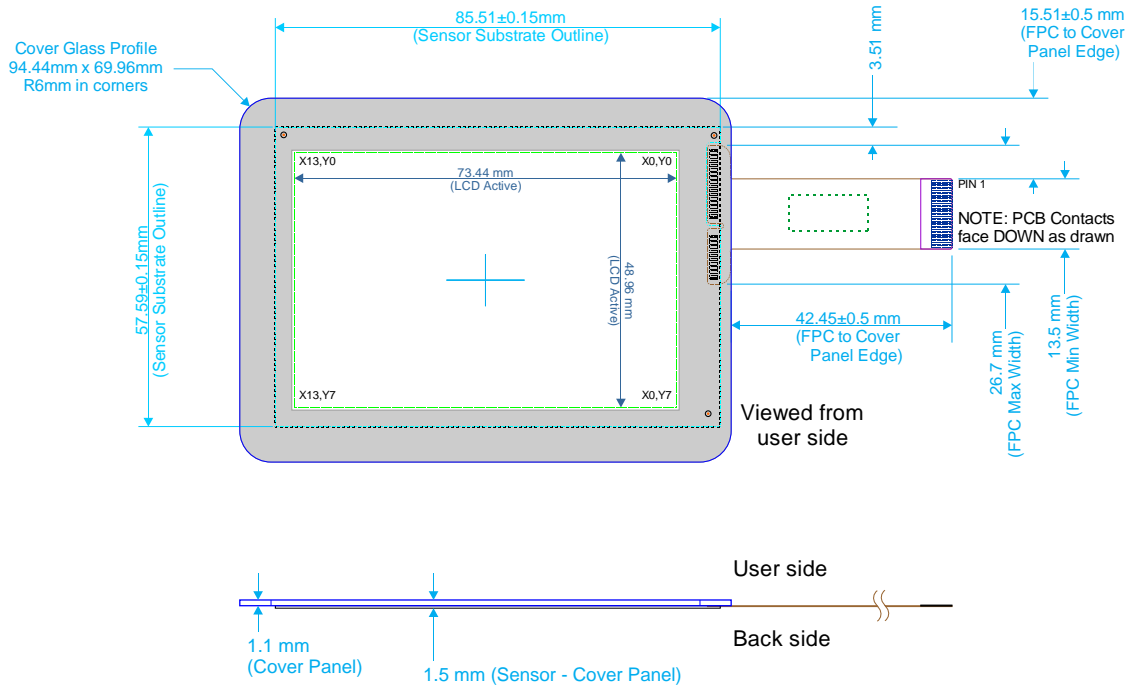 85.51±0.15mm
(Sensor Substrate Outline)
3.51 mm
15.51±0.5 mm
(FPC to Cover
Panel Edge)
Cover Glass Profile
94.44mm x 69.96mm
R6mm in corners
X13,Y0
X0,Y0
73.44 mm
(LCD Active)
48.96 mm
(LCD Active)
57.59±0.15mm
(Sensor Substrate Outline)
X13,Y7
X0,Y7
PIN 1
NOTE: PCB Contacts
face DOWN as drawn
42.45±0.5 mm
(FPC to Cover
Panel Edge)
26.7 mm
(FPC Max Width)
13.5 mm
(FPC Min Width)
Viewed from
user side
User side
Back side
1.1 mm
(Cover Panel)
1.5 mm (Sensor - Cover Panel)